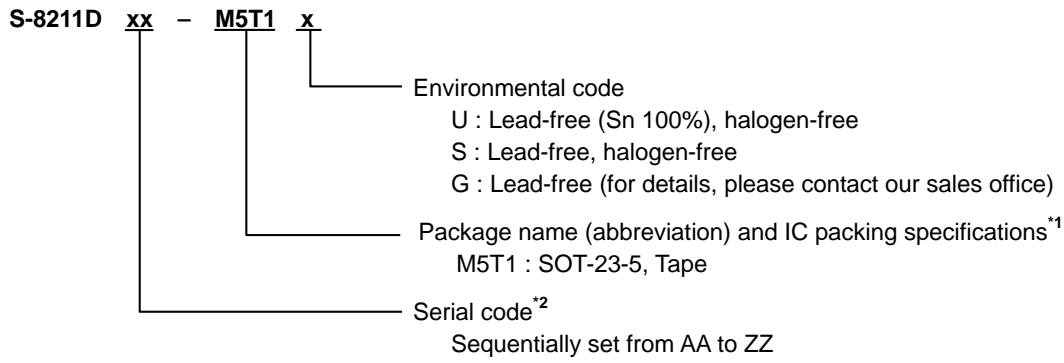 S-8211D xx – M5T1 x
Environmental code
U : Lead-free (Sn 100%), halogen-free
S : Lead-free, halogen-free
G : Lead-free (for details, please contact our sales office)
Package name (abbreviation) and IC packing specifications*1
M5T1 : SOT-23-5, Tape
Serial code*2
Sequentially set from AA to ZZ